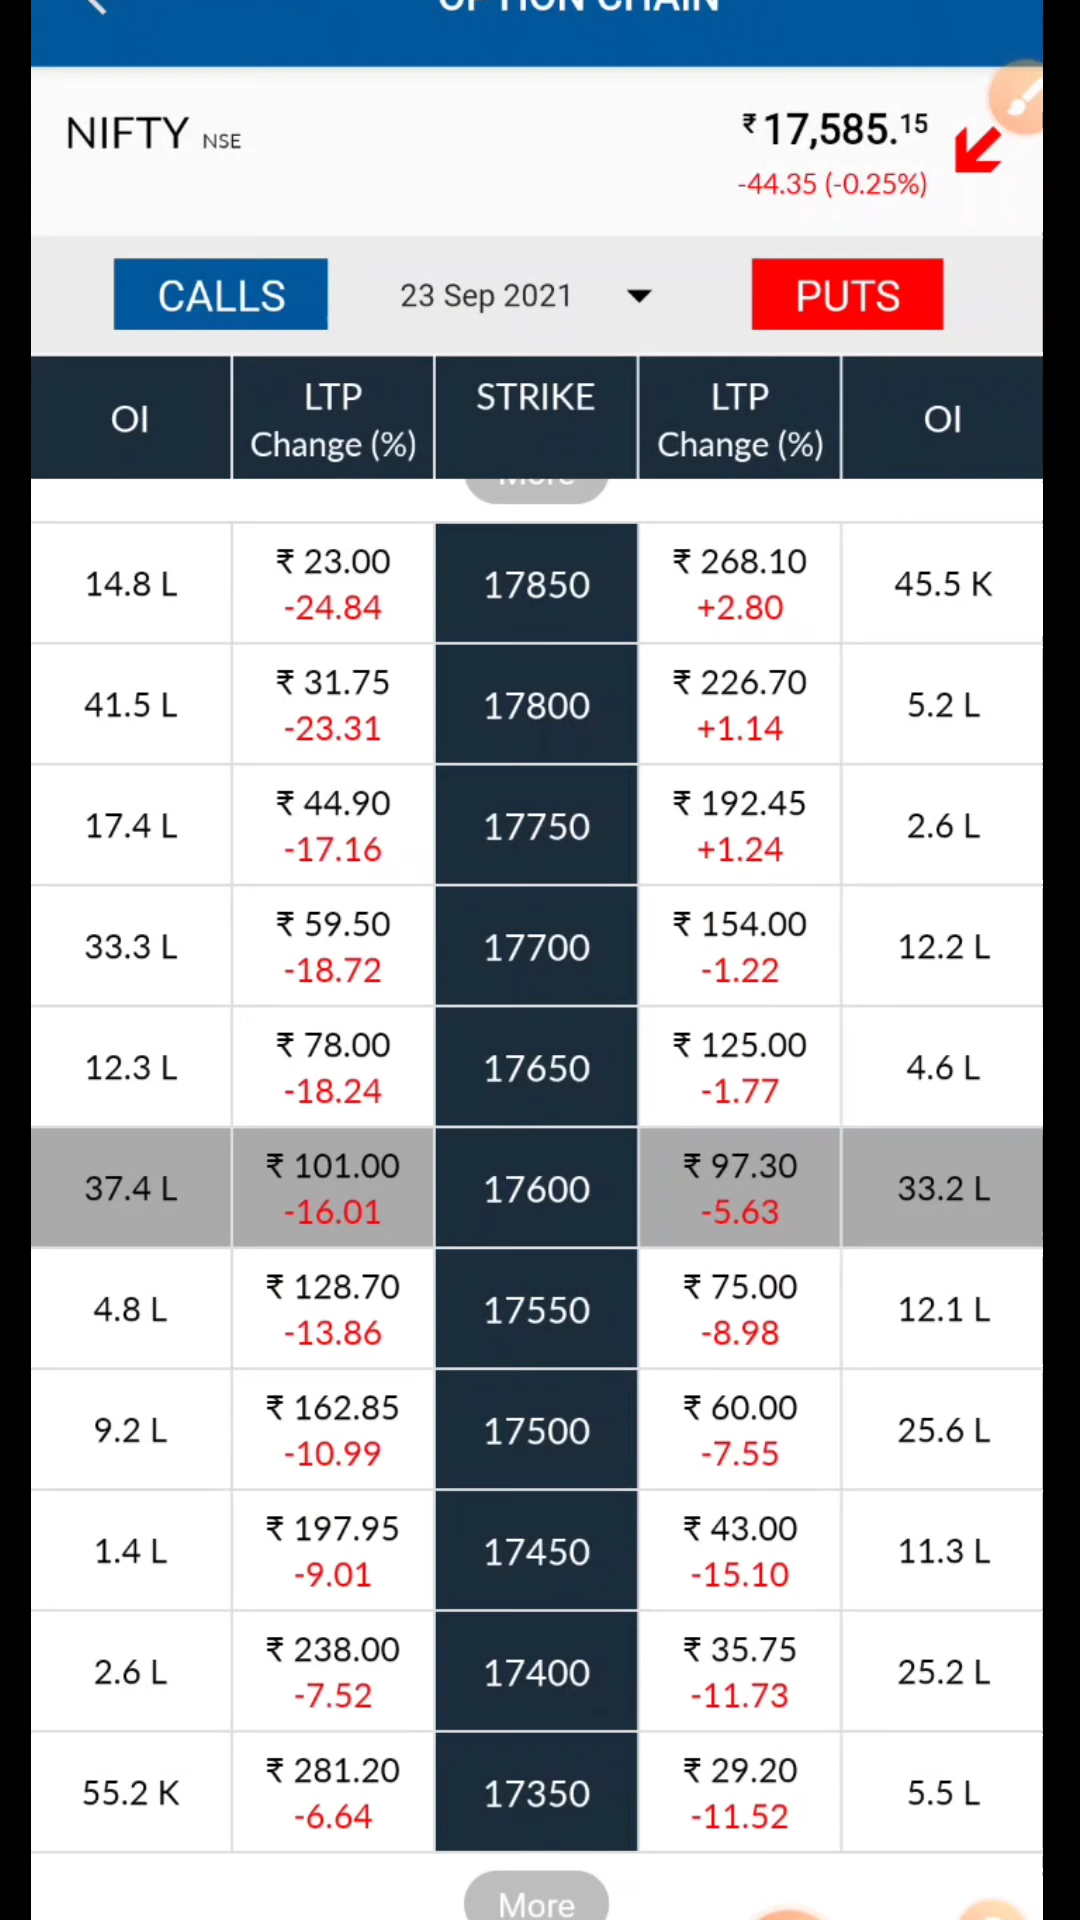 OPTION CHAIN
NIFTY NSE
₹ 17,585.15
-44.35 (-0.25%)
CALLS 23 Sep 2021 PUTS
OI LTP Change (%) STRIKE LTP Change (%) OI
More
14.8 L ₹ 23.00 -24.84 17850 ₹ 268.10 +2.80 45.5 K
41.5 L ₹ 31.75 -23.31 17800 ₹ 226.70 +1.14 5.2 L
17.4 L ₹ 44.90 -17.16 17750 ₹ 192.45 +1.24 2.6 L
33.3 L ₹ 59.50 -18.72 17700 ₹ 154.00 -1.22 12.2 L
12.3 L ₹ 78.00 -18.24 17650 ₹ 125.00 -1.77 4.6 L
37.4 L ₹ 101.00 -16.01 17600 ₹ 97.30 -5.63 33.2 L
4.8 L ₹ 128.70 -13.86 17550 ₹ 75.00 -8.98 12.1 L
9.2 L ₹ 162.85 -10.99 17500 ₹ 60.00 -7.55 25.6 L
1.4 L ₹ 197.95 -9.01 17450 ₹ 43.00 -15.10 11.3 L
2.6 L ₹ 238.00 -7.52 17400 ₹ 35.75 -11.73 25.2 L
55.2 K ₹ 281.20 -6.64 17350 ₹ 29.20 -11.52 5.5 L
More